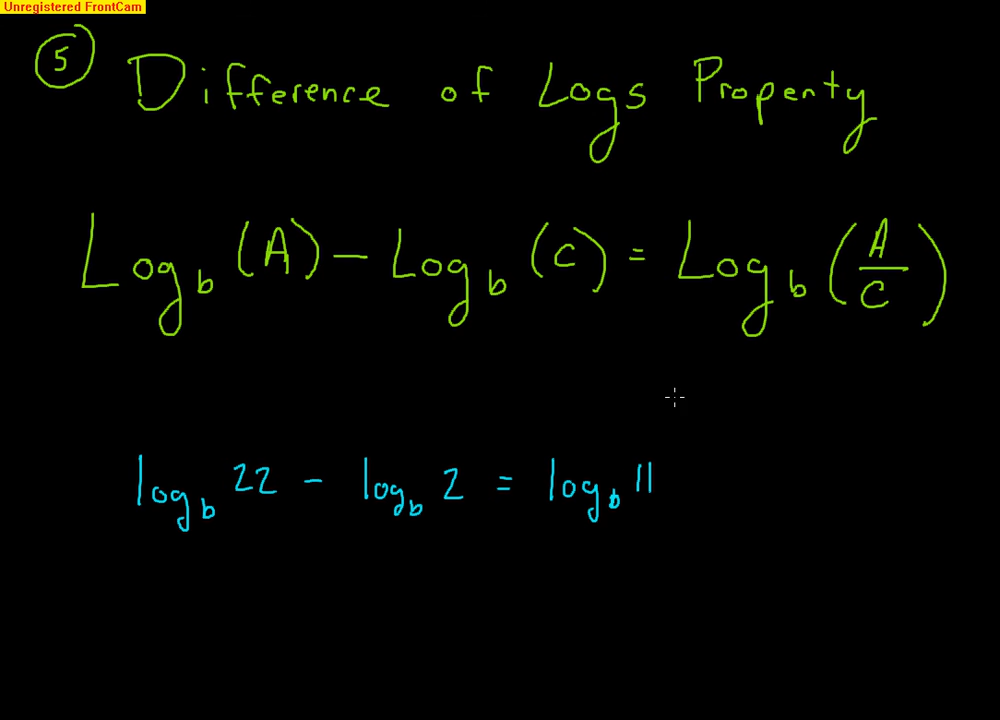 Unregistered FrontCam
5 Difference of Logs Property
Log_b (A) - Log_b (C) = Log_b (A/C)
log_b 22 - log_b 2 = log_b 11